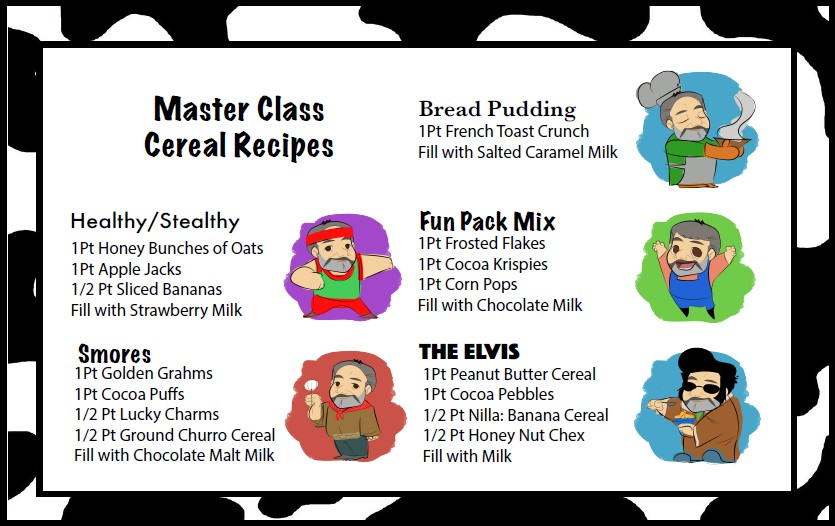 Master Class
Cereal Recipes
Bread Pudding
1Pt French Toast Crunch
Fill with Salted Caramel Milk
Healthy/Stealthy
1Pt Honey Bunches of Oats
1Pt Apple Jacks
1/2 Pt Sliced Bananas
Fill with Strawberry Milk
Fun Pack Mix
1Pt Frosted Flakes
1Pt Cocoa Krispies
1Pt Corn Pops
Fill with Chocolate Milk
Smores
1Pt Golden Grahms
1Pt Cocoa Puffs
1/2 Pt Lucky Charms
1/2 Pt Ground Churro Cereal
Fill with Chocolate Malt Milk
THE ELVIS
1Pt Peanut Butter Cereal
1Pt Cocoa Pebbles
1/2 Pt Nilla: Banana Cereal
1/2 Pt Honey Nut Chex
Fill with Milk